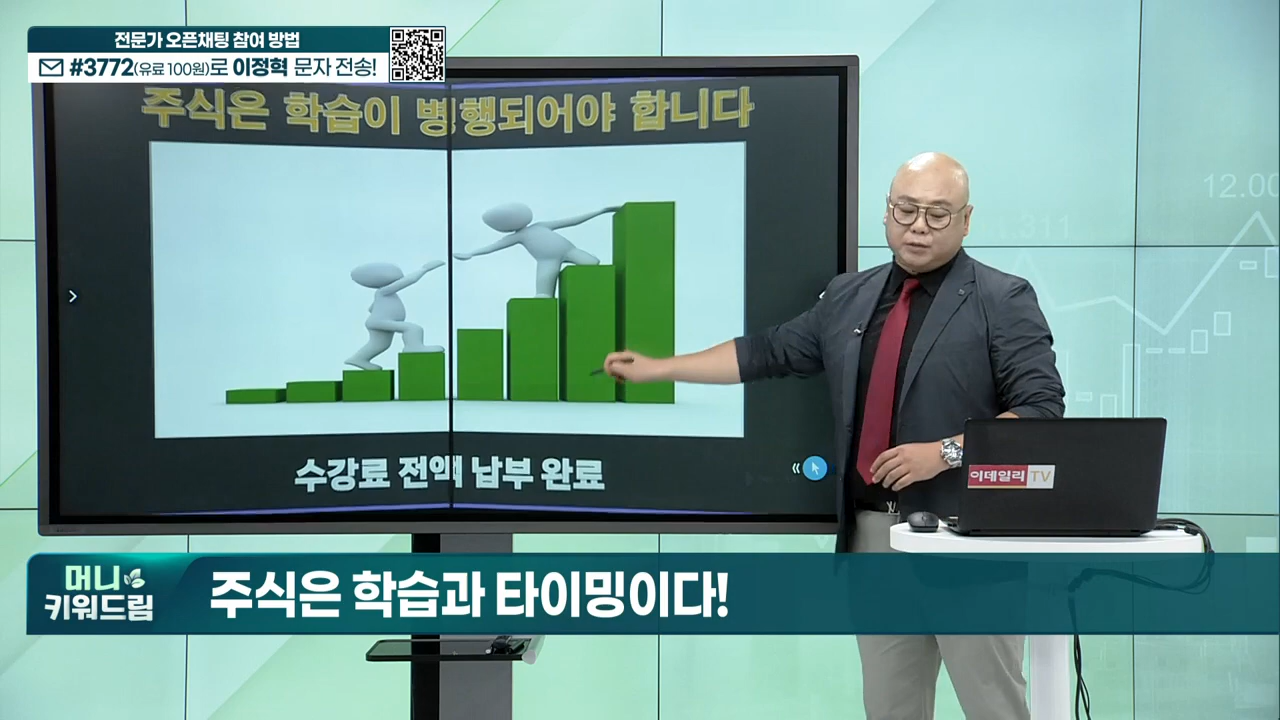 전문가 오픈채팅 참여 방법
#3772(유료 100원)로 이정혁 문자 전송!
주식은 학습이 병행되어야 합니다
수강료 전액 납부 완료
12.00
1.311
이데일리 TV
머니
키워드림
주식은 학습과 타이밍이다!